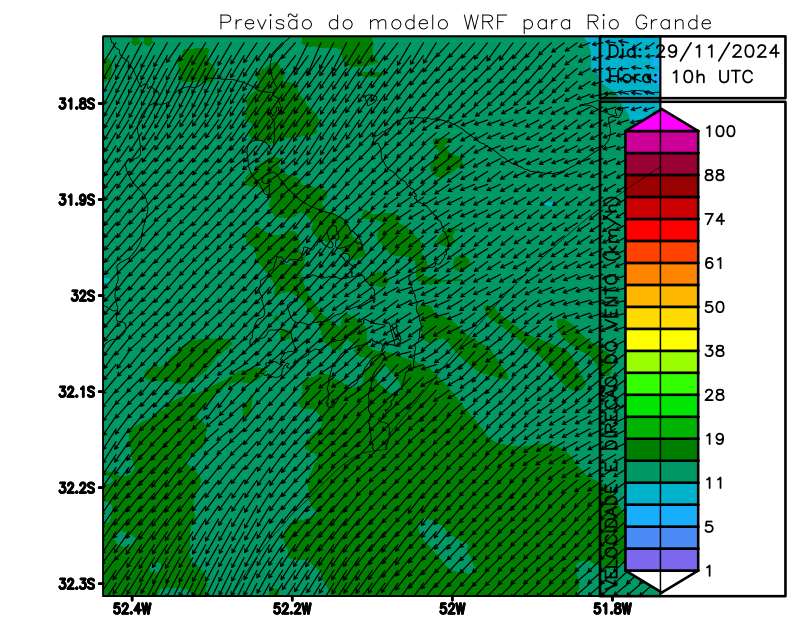 Previsão do modelo WRF para Rio Grande
Dia: 29/11/2024
Hora: 10h UTC
31.8S
31.9S
32S
32.1S
32.2S
32.3S
52.4W
52.2W
52W
51.8W
VELOCIDADE E DIREÇÃO DO VENTO (km/h)
100
88
74
61
50
38
28
19
11
5
1